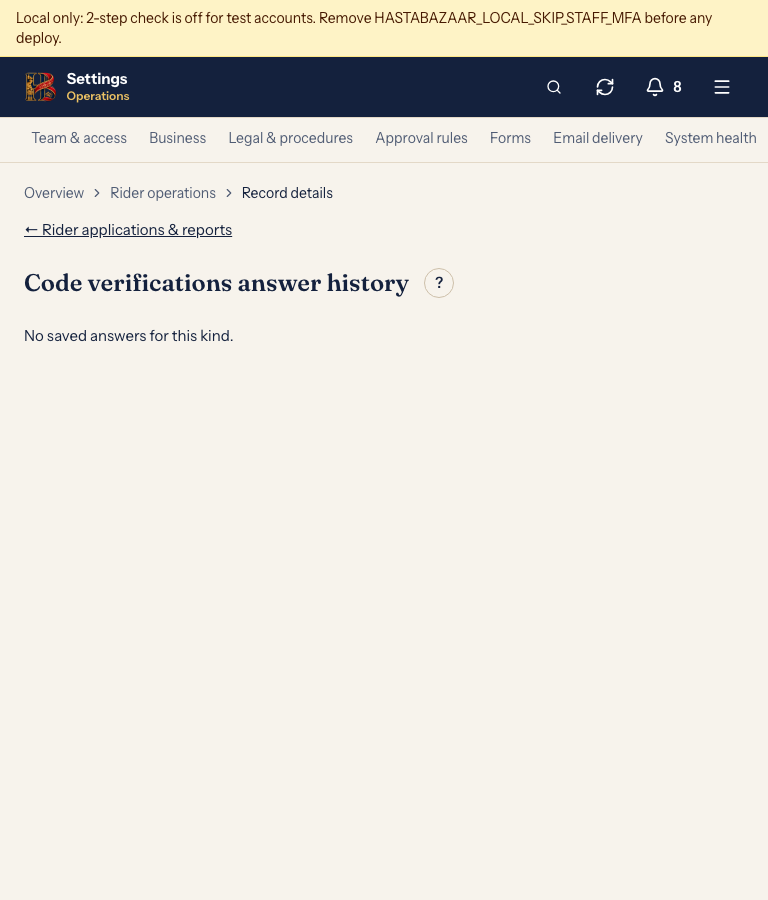 Local only: 2-step check is off for test accounts. Remove HASTABAZAAR_LOCAL_SKIP_STAFF_MFA before any
deploy.
Settings
Operations
8
Team & access
Business
Legal & procedures
Approval rules
Forms
Email delivery
System health
Overview > Rider operations > Record details
← Rider applications & reports
Code verifications answer history ?
No saved answers for this kind.